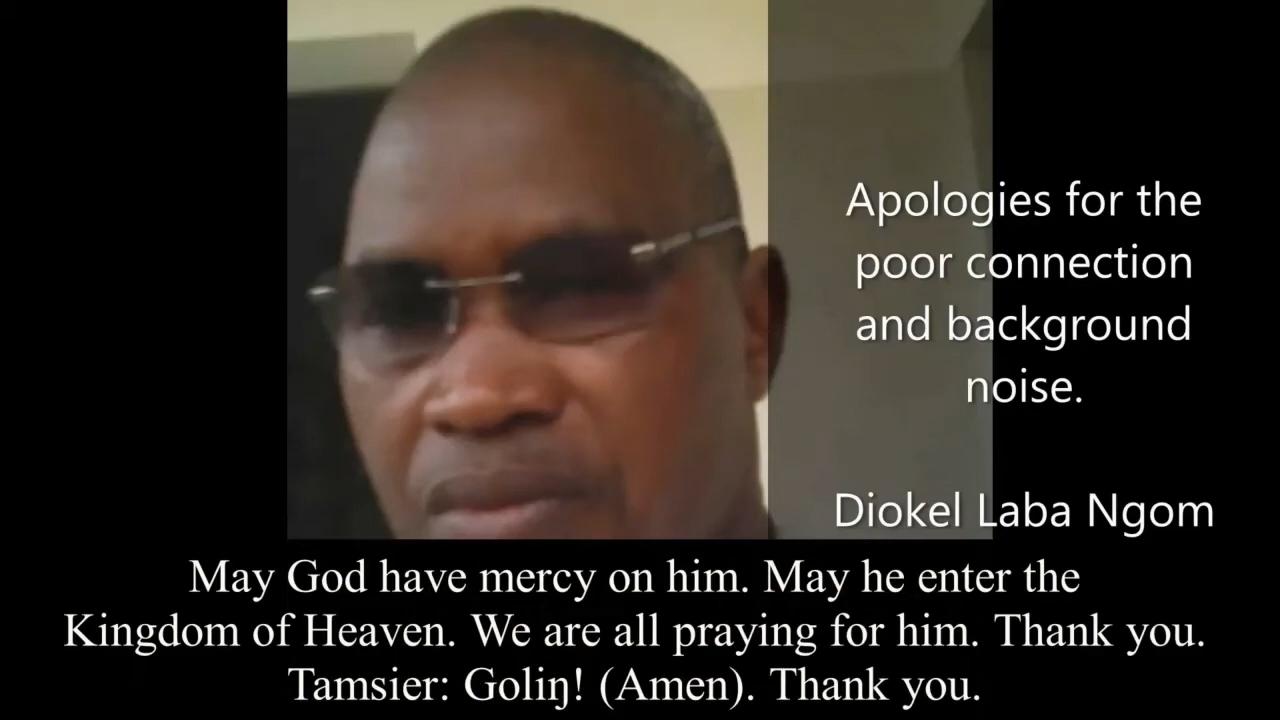 Apologies for the
poor connection
and background
noise.
Diokel Laba Ngom
May God have mercy on him. May he enter the
Kingdom of Heaven. We are all praying for him. Thank you.
Tamsier: Goliŋ! (Amen). Thank you.